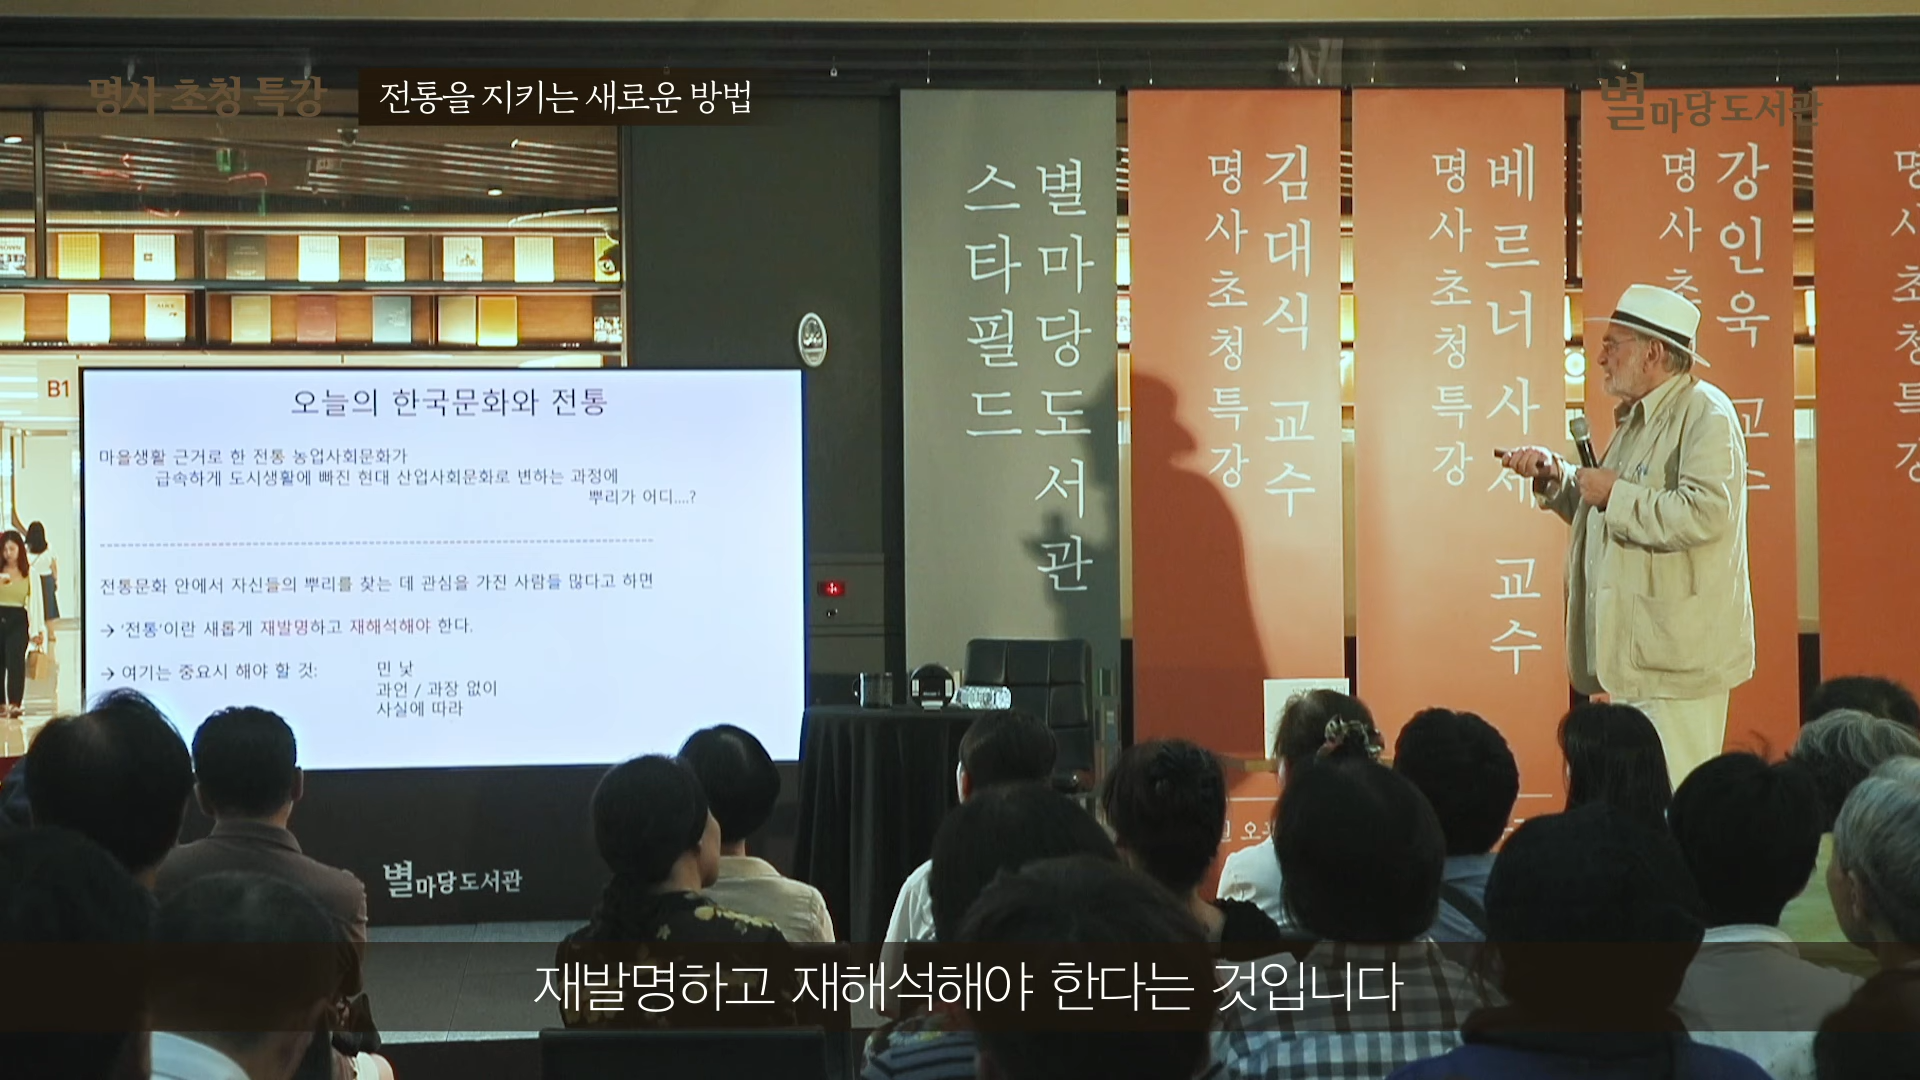 명사 초청 특강
전통을 지키는 새로운 방법
별마당도서관
별마당도서관
스타필드
김대식 교수
명사초청특강
베르너 사세 교수
명사초청특강
강인욱 교수
명사초
명사초청특강
B1
오늘의 한국문화와 전통
마을생활 근거로 한 전통 농업사회문화가
급속하게 도시생활에 빠진 현대 산업사회문화로 변하는 과정에
뿌리가 어디....?
전통문화 안에서 자신들의 뿌리를 찾는 데 관심을 가진 사람들 많다고 하면
→ '전통'이란 새롭게 재발명하고 재해석해야 한다.
→ 여기는 중요시 해야 할 것: 민 낯
과언 / 과장 없이
사실에 따라
별마당도서관
재발명하고 재해석해야 한다는 것입니다